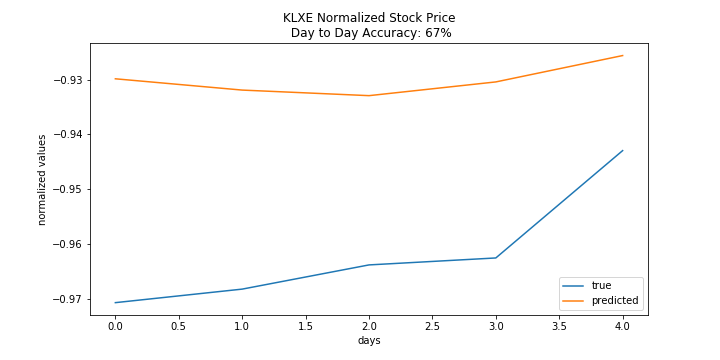 KLXE Normalized Stock Price
Day to Day Accuracy: 67%
normalized values
−0.93
−0.94
−0.95
−0.96
−0.97
0.0 0.5 1.0 1.5 2.0 2.5 3.0 3.5 4.0
days
true
predicted